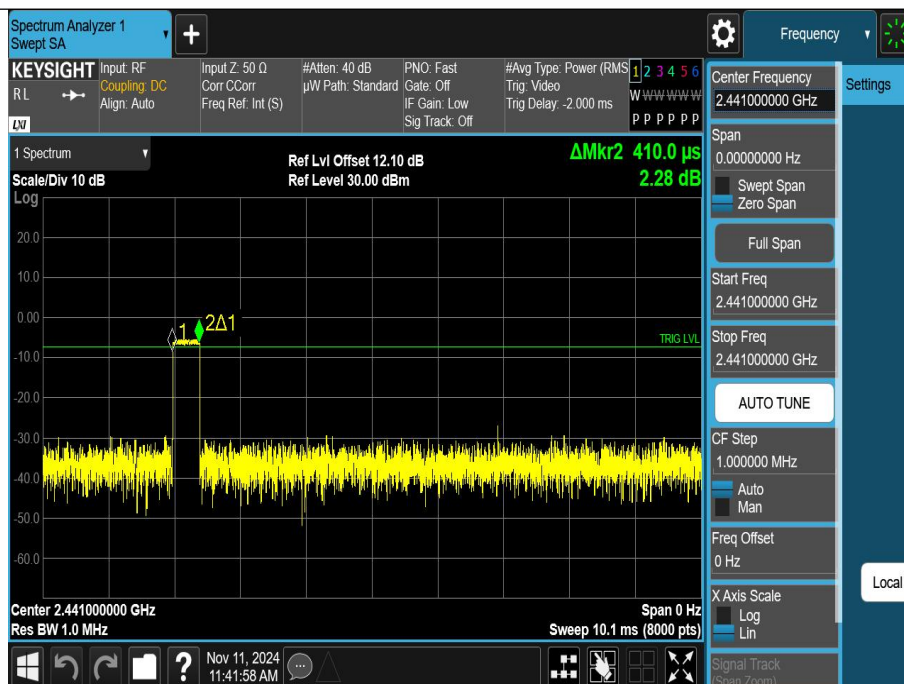 Spectrum Analyzer 1
Swept SA
Frequency
KEYSIGHT
RL
LXI
Input: RF
Coupling: DC
Align: Auto
Input Z: 50 Ω
Corr CCorr
Freq Ref: Int (S)
#Atten: 40 dB
µW Path: Standard
PNO: Fast
Gate: Off
IF Gain: Low
Sig Track: Off
#Avg Type: Power (RMS
Trig: Video
Trig Delay: -2.000 ms
1 2 3 4 5 6
W W W W W W
P P P P P P
1 Spectrum
Scale/Div 10 dB
Log
Ref Lvl Offset 12.10 dB
Ref Level 30.00 dBm
ΔMkr2 410.0 µs
2.28 dB
20.0
10.0
0.00
-10.0
-20.0
-30.0
-40.0
-50.0
-60.0
1
2Δ1
TRIG LVL
Center 2.441000000 GHz
Res BW 1.0 MHz
Span 0 Hz
Sweep 10.1 ms (8000 pts)
Center Frequency
2.441000000 GHz
Span
0.00000000 Hz
Swept Span
Zero Span
Full Span
Start Freq
2.441000000 GHz
Stop Freq
2.441000000 GHz
AUTO TUNE
CF Step
1.000000 MHz
Auto
Man
Freq Offset
0 Hz
X Axis Scale
Log
Lin
Signal Track
(Span Zoom)
Settings
Local
?
Nov 11, 2024
11:41:58 AM